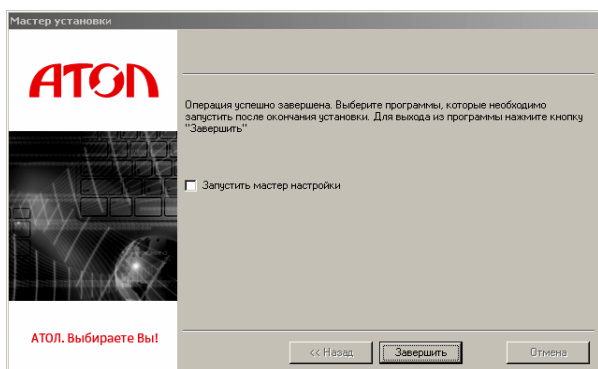 Мастер установки
АТОЛ
Операция успешно завершена. Выберите программы, которые необходимо
запустить после окончания установки. Для выхода из программы нажмите кнопку
"Завершить"
Запустить мастер настройки
АТОЛ. Выбираете Вы!
<< Назад Завершить Отмена